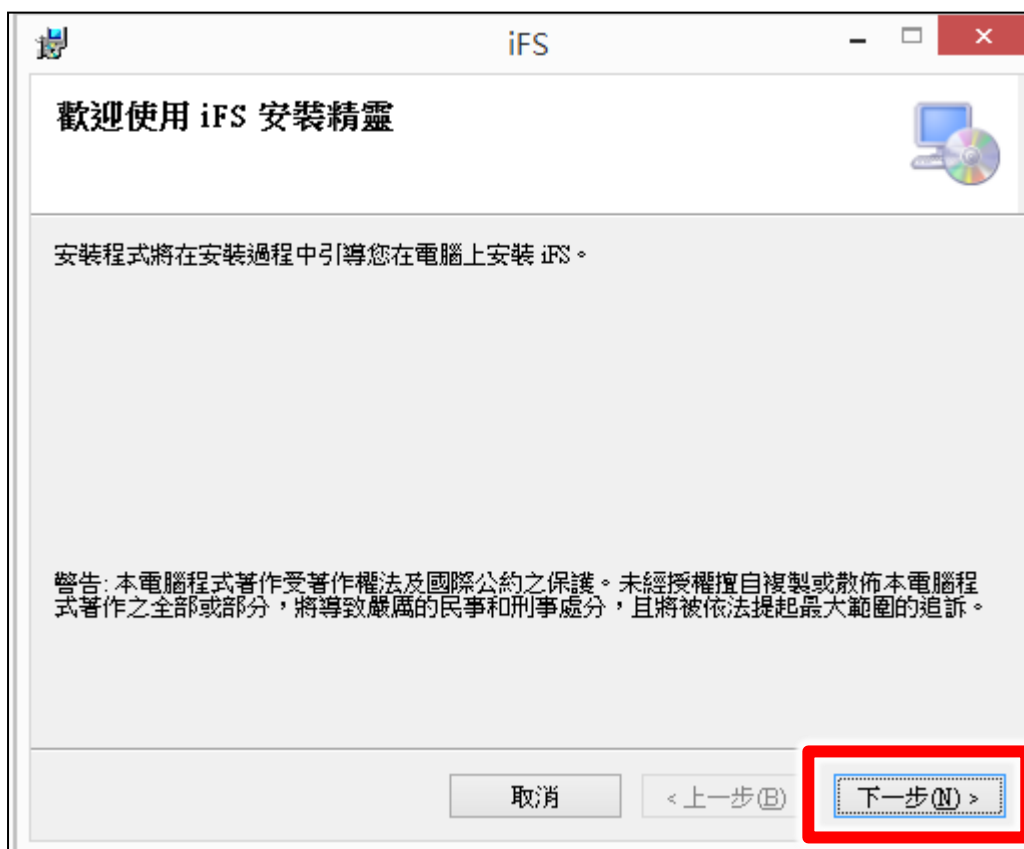 iFS
歡迎使用 iFS 安裝精靈
安裝程式將在安裝過程中引導您在電腦上安裝 iFS。
警告: 本電腦程式著作受著作權法及國際公約之保護。未經授權擅自複製或散佈本電腦程
式著作之全部或部分，將導致嚴厲的民事和刑事處分，且將被依法提起最大範圍的追訴。
取消
<上一步(B)
下一步(N) >